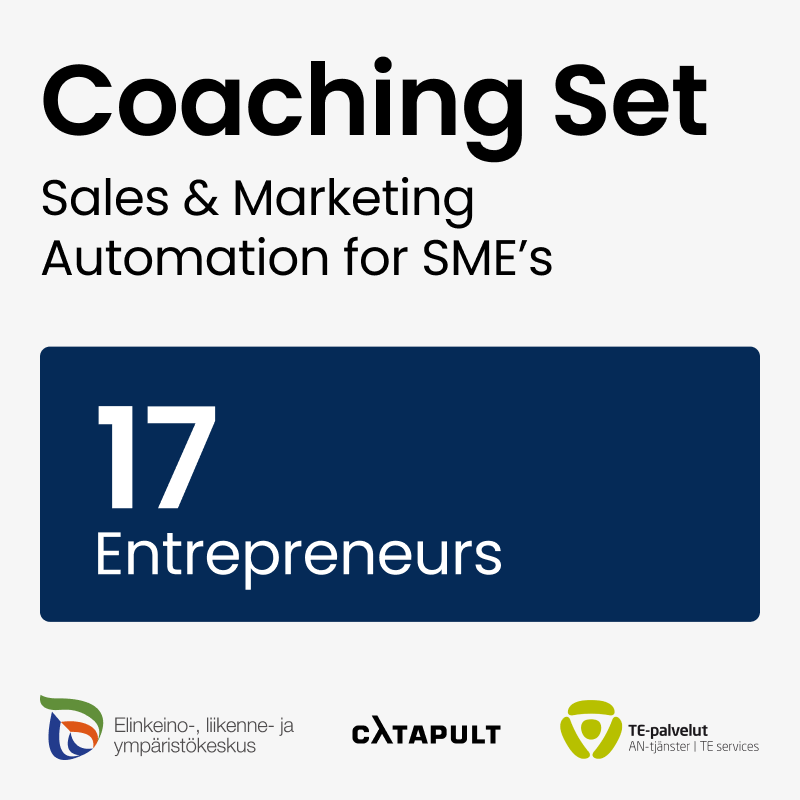 Coaching Set
Sales & Marketing
Automation for SME’s
17
Entrepreneurs
Elinkeino-, liikenne- ja
ympäristökeskus
CATAPULT
TE-palvelut
AN-tjänster | TE services